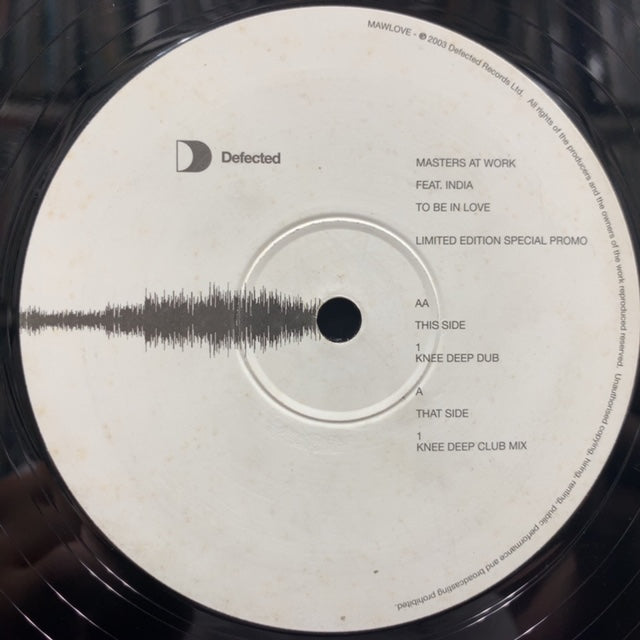 MAWLOVE - ℗ 2003 Defected Records Ltd. All rights of the producers and the owners of the work reproduced reserved. Unauthorised copying, hiring, renting, public performance and broadcasting prohibited.
Defected
MASTERS AT WORK
FEAT. INDIA
TO BE IN LOVE
LIMITED EDITION SPECIAL PROMO
AA
THIS SIDE
1
KNEE DEEP DUB
A
THAT SIDE
1
KNEE DEEP CLUB MIX